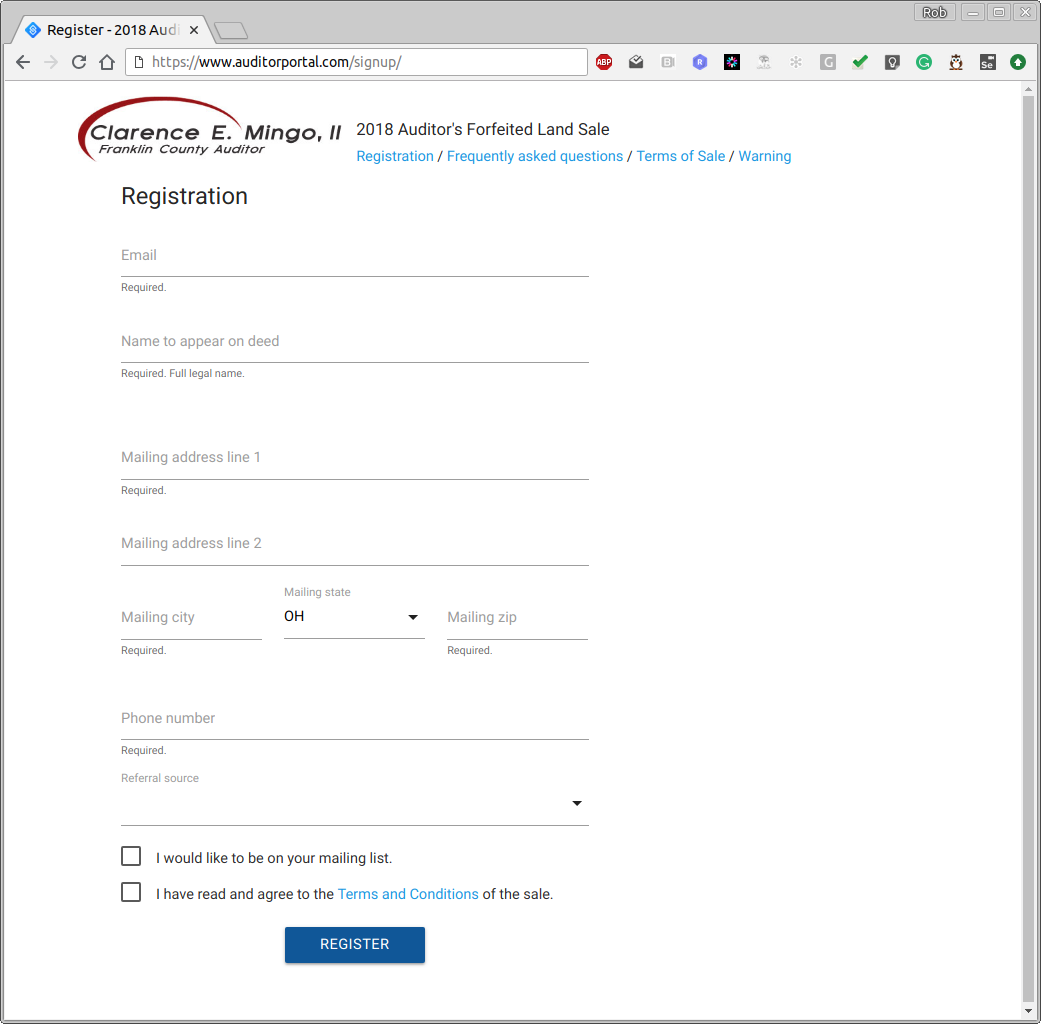 Rob
Register - 2018 Audi
https://www.auditorportal.com/signup/
ABP
B
R
G
G
Se
Clarence E. Mingo, II
Franklin County Auditor
2018 Auditor's Forfeited Land Sale
Registration / Frequently asked questions / Terms of Sale / Warning
Registration
Email
Required.
Name to appear on deed
Required. Full legal name.
Mailing address line 1
Required.
Mailing address line 2
Mailing state
Mailing city OH Mailing zip
Required. Required.
Phone number
Required.
Referral source
I would like to be on your mailing list.
I have read and agree to the Terms and Conditions of the sale.
REGISTER